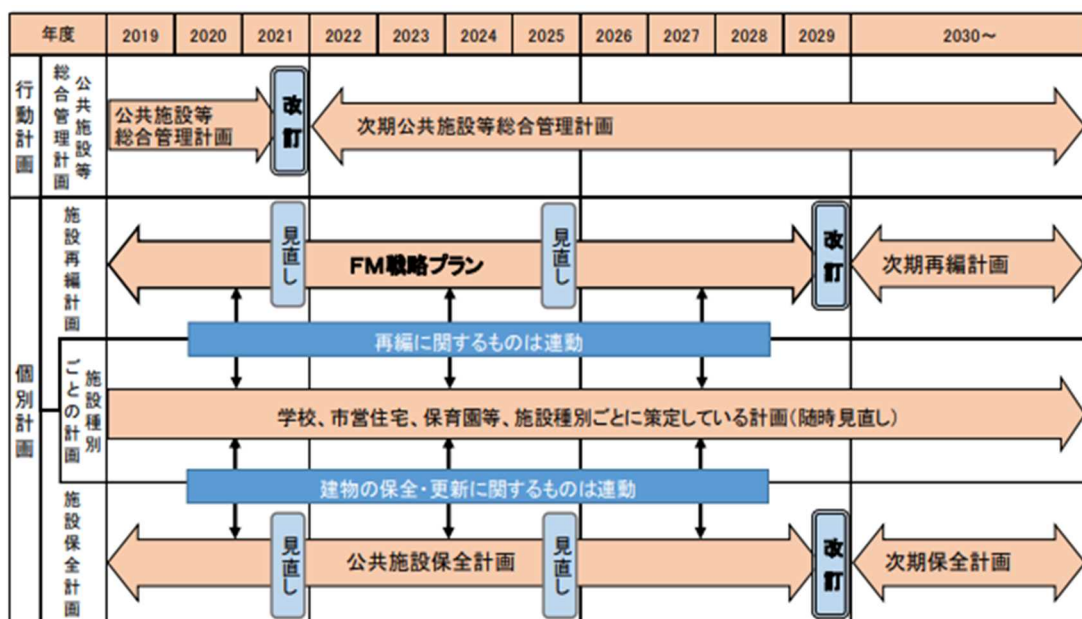 年度
2019
2020
2021
2022
2023
2024
2025
2026
2027
2028
2029
2030～
行動計画
公共施設等
総合管理計画
公共施設等
総合管理計画
改訂
次期公共施設等総合管理計画
個別計画
施設再編計画
見直し
FM戦略プラン
見直し
改訂
次期再編計画
再編に関するものは連動
施設種別
ごとの計画
学校、市営住宅、保育園等、施設種別ごとに策定している計画（随時見直し）
建物の保全・更新に関するものは連動
施設保全計画
見直し
公共施設保全計画
見直し
改訂
次期保全計画